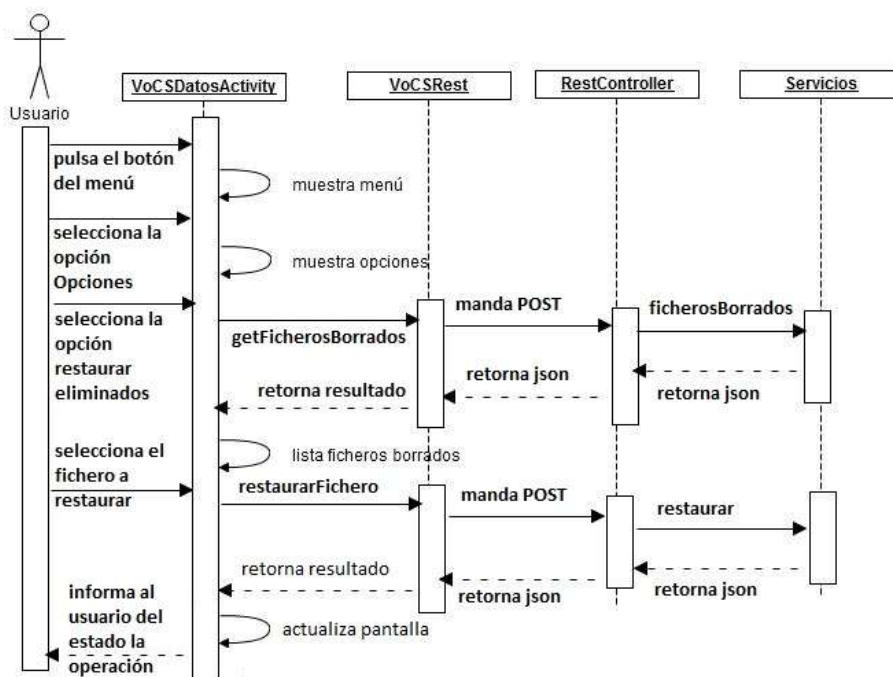 Usuario
VoCSDatosActivity
VoCSRest
RestController
Servicios
pulsa el botón
del menú
muestra menú
selecciona la
opción
Opciones
muestra opciones
selecciona la
opción
restaurar
eliminados
getFicherosBorrados
manda POST
ficherosBorrados
retorna json
retorna json
retorna resultado
lista ficheros borrados
selecciona el
fichero a
restaurar
restaurarFichero
manda POST
restaurar
retorna json
retorna json
retorna resultado
actualiza pantalla
informa al
usuario del
estado la
operación